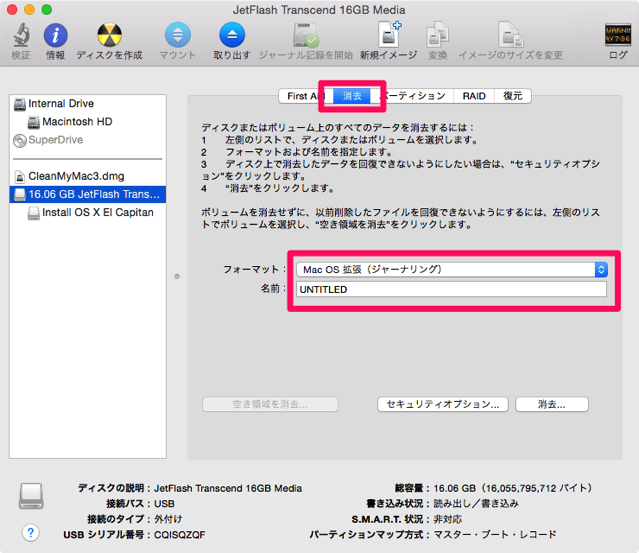 JetFlash Transcend 16GB Media
検証
情報
ディスクを作成
マウント
取り出す
ジャーナル記録を開始
新規イメージ
変換
イメージのサイズを変更
ログ
Internal Drive
Macintosh HD
SuperDrive
CleanMyMac3.dmg
16.06 GB JetFlash Trans...
Install OS X El Capitan
First A
消去
パーティション
RAID
復元
ディスクまたはボリューム上のすべてのデータを消去するには：
1 左側のリストで、ディスクまたはボリュームを選択します。
2 フォーマットおよび名前を指定します。
3 ディスク上で消去したデータを回復できないようにしたい場合は、“セキュリティオプシ
ョン”をクリックします。
4 “消去”をクリックします。
ボリュームを消去せずに、以前削除したファイルを回復できないようにするには、左側のリス
トでボリュームを選択し、“空き領域を消去”をクリックします。
フォーマット： Mac OS 拡張（ジャーナリング）
名前： UNTITLED
空き領域を消去...
セキュリティオプション...
消去...
ディスクの説明： JetFlash Transcend 16GB Media
接続バス： USB
接続のタイプ： 外付け
USB シリアル番号： CQISQZQF
総容量： 16.06 GB（16,055,795,712 バイト）
書き込み状況： 読み出し／書き込み
S.M.A.R.T. 状況： 非対応
パーティションマップ方式： マスター・ブート・レコード